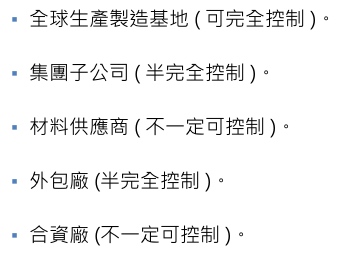 ▪ 全球生產製造基地 ( 可完全控制 )。
▪ 集團子公司 ( 半完全控制 )。
▪ 材料供應商 ( 不一定可控制 )。
▪ 外包廠 (半完全控制 )。
▪ 合資廠 (不一定可控制 )。